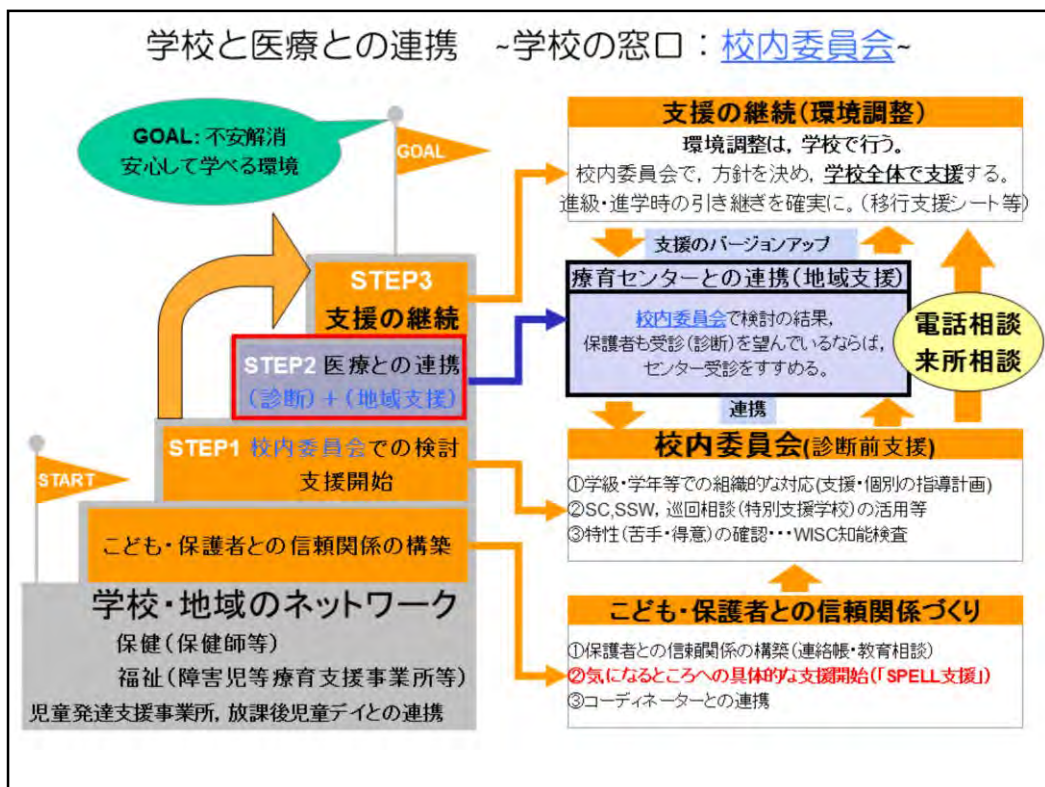 学校と医療との連携　~学校の窓口：校内委員会~
GOAL: 不安解消
安心して学べる環境
GOAL
STEP3
支援の継続
STEP2 医療との連携
(診断)＋(地域支援)
STEP1 校内委員会での検討
支援開始
START
こども・保護者との信頼関係の構築
学校・地域のネットワーク
保健(保健師等)
福祉(障害児等療育支援事業所等)
児童発達支援事業所，放課後児童デイとの連携
支援の継続(環境調整)
環境調整は，学校で行う。
校内委員会で，方針を決め，学校全体で支援する。
進級・進学時の引き継ぎを確実に。(移行支援シート等)
支援のバージョンアップ
療育センターとの連携(地域支援)
校内委員会で検討の結果，
保護者も受診(診断)を望んでいるならば，
センター受診をすすめる。
連携
電話相談
来所相談
校内委員会(診断前支援)
①学級・学年等での組織的な対応(支援・個別の指導計画)
②SC,SSW，巡回相談(特別支援学校)の活用等
③特性(苦手・得意)の確認・・・WISC知能検査
こども・保護者との信頼関係づくり
①保護者との信頼関係の構築(連絡帳・教育相談)
②気になるところへの具体的な支援開始(「SPELL支援」)
③コーディネーターとの連携